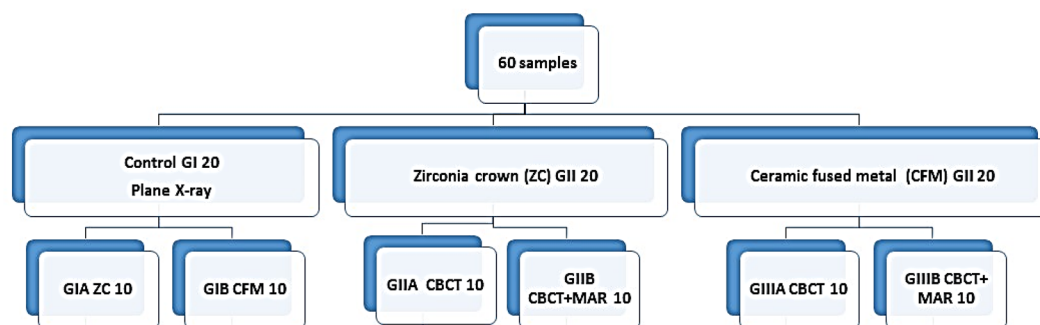 60 samples
Control GI 20
Plane X-ray
Zirconia crown (ZC) GII 20
Ceramic fused metal (CFM) GII 20
GIA ZC 10
GIB CFM 10
GIIA CBCT 10
GIIB
CBCT+MAR 10
GIIIA CBCT 10
GIIIB CBCT+
MAR 10